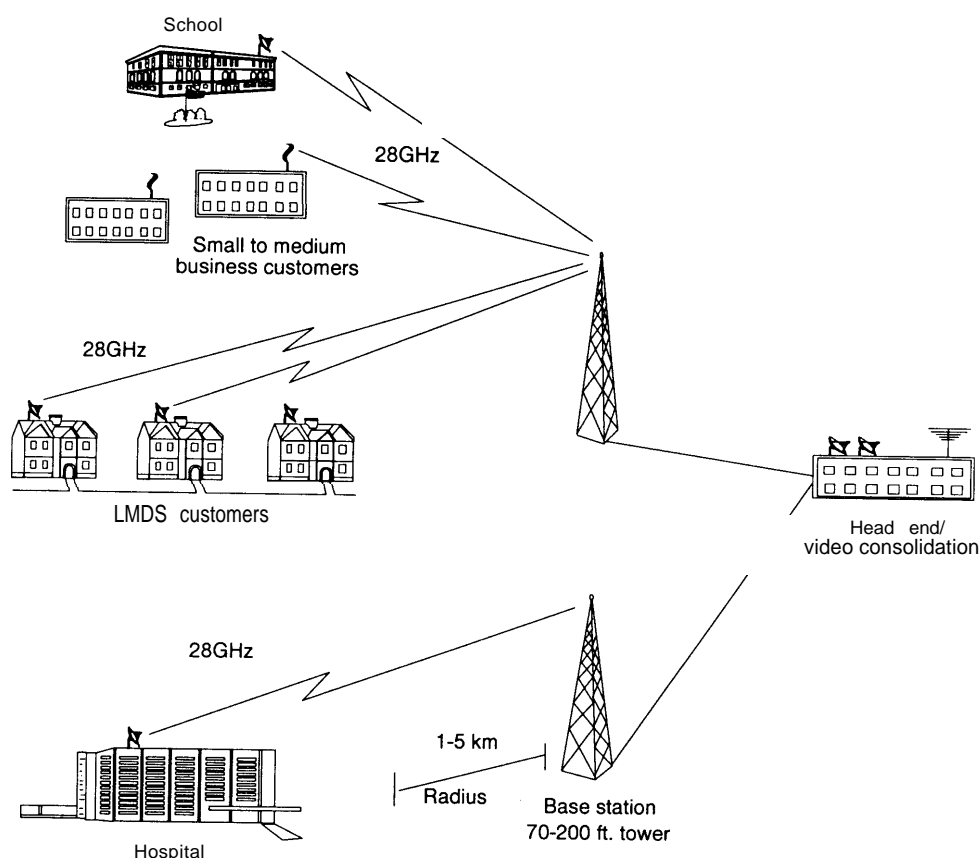 School
28GHz
Small to medium
business customers
28GHz
LMDS customers
Head end/
video consolidation
28GHz
1-5 km
Radius
Base station
70-200 ft. tower
Hospital